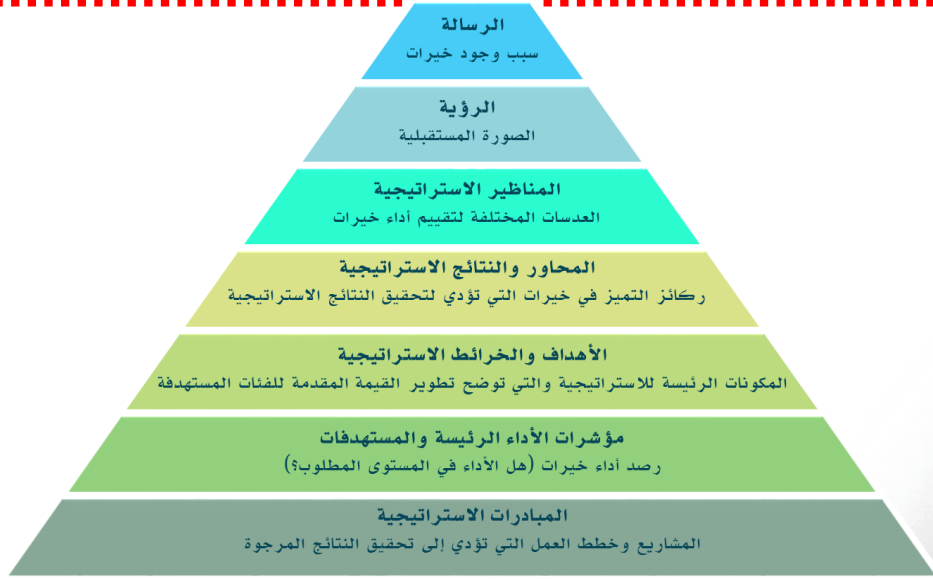 الرسالة
سبب وجود خيرات
الرؤية
الصورة المستقبلية
المناظير الاستراتيجية
العدسات المختلفة لتقييم أداء خيرات
المحاور والنتائج الاستراتيجية
ركائز التميز في خيرات التي تؤدي لتحقيق النتائج الاستراتيجية
الأهداف والخرائط الاستراتيجية
المكونات الرئيسة للاستراتيجية والتي توضح تطوير القيمة المقدمة للفئات المستهدفة
مؤشرات الأداء الرئيسة والمستهدفات
رصد أداء خيرات (هل الأداء في المستوى المطلوب؟)
المبادرات الاستراتيجية
المشاريع وخطط العمل التي تؤدي إلى تحقيق النتائج المرجوة